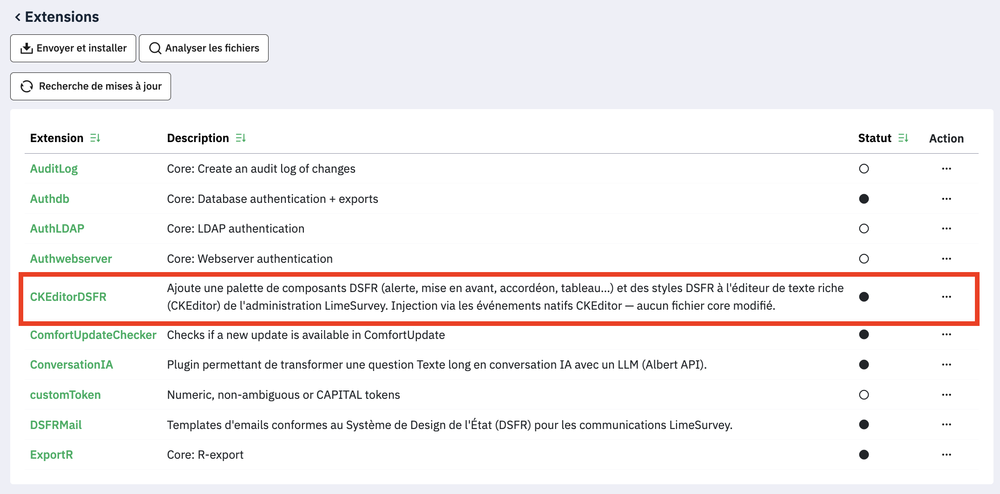 Extensions
Envoyer et installer
Analyser les fichiers
Recherche de mises à jour
Extension Description Statut Action
AuditLog Core: Create an audit log of changes
Authdb Core: Database authentication + exports
AuthLDAP Core: LDAP authentication
Authwebserver Core: Webserver authentication
CKEditorDSFR Ajoute une palette de composants DSFR (alerte, mise en avant, accordéon, tableau...) et des styles DSFR à l'éditeur de texte riche
(CKEditor) de l'administration LimeSurvey. Injection via les événements natifs CKEditor — aucun fichier core modifié.
ComfortUpdateChecker Checks if a new update is available in ComfortUpdate
ConversationIA Plugin permettant de transformer une question Texte long en conversation IA avec un LLM (Albert API).
customToken Numeric, non-ambiguous or CAPITAL tokens
DSFRMail Templates d'emails conformes au Système de Design de l'État (DSFR) pour les communications LimeSurvey.
ExportR Core: R-export